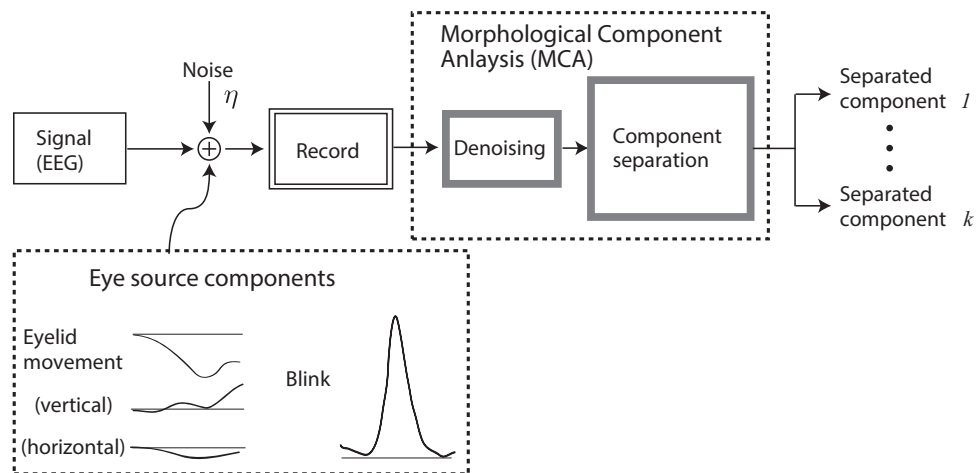 Morphological Component
Anlaysis (MCA)
Noise
η
Signal
(EEG)
+
Record
Denoising
Component
separation
Separated
component 1
Separated
component k
Eye source components
Eyelid
movement
(vertical)
(horizontal)
Blink